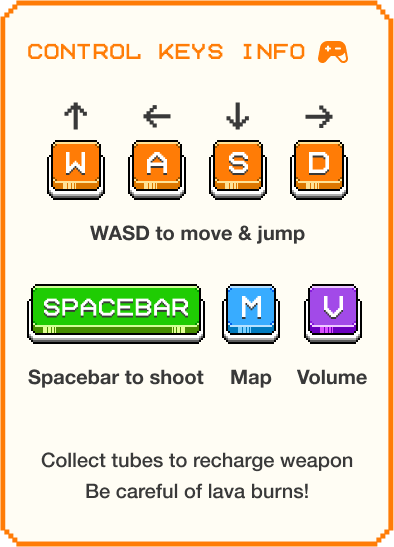 CONTROL KEYS INFO
W A S D
WASD to move & jump
SPACEBAR M V
Spacebar to shoot Map Volume
Collect tubes to recharge weapon
Be careful of lava burns!